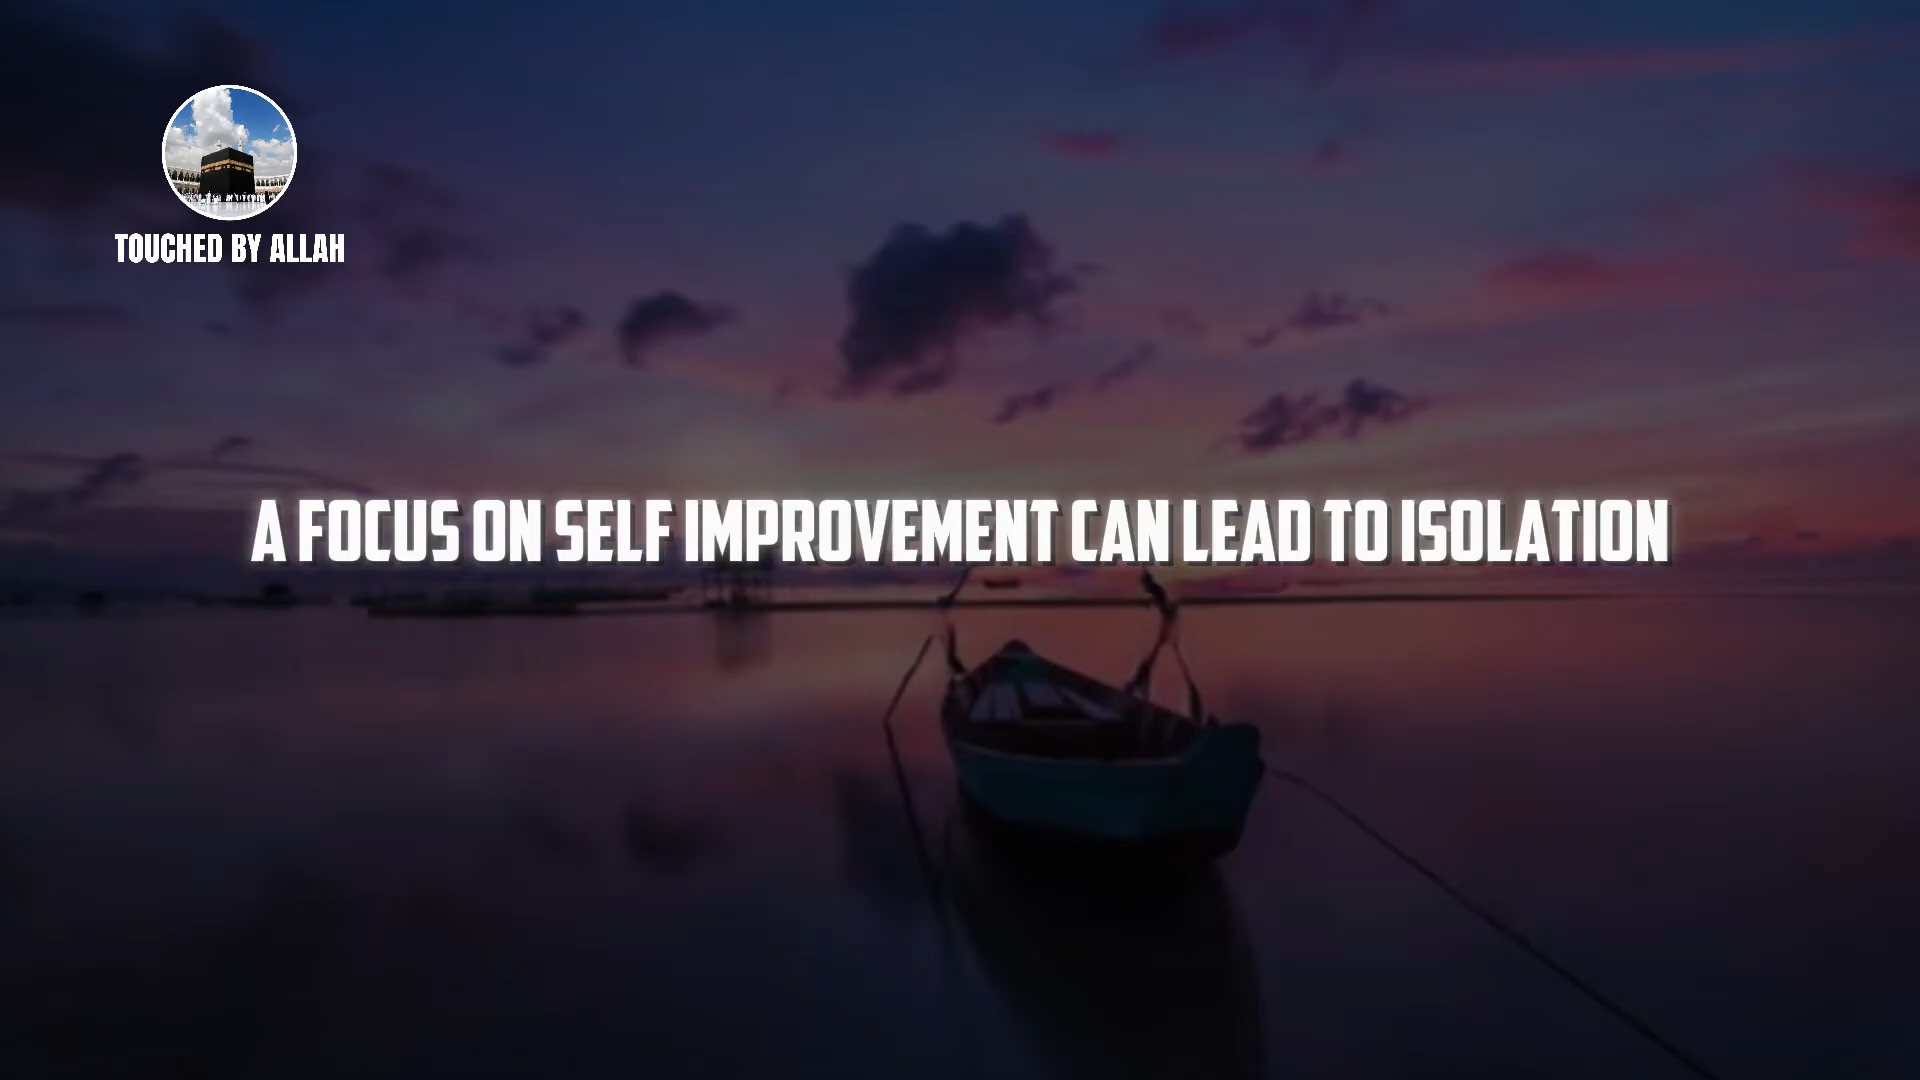 TOUCHED BY ALLAH
A FOCUS ON SELF IMPROVEMENT CAN LEAD TO ISOLATION